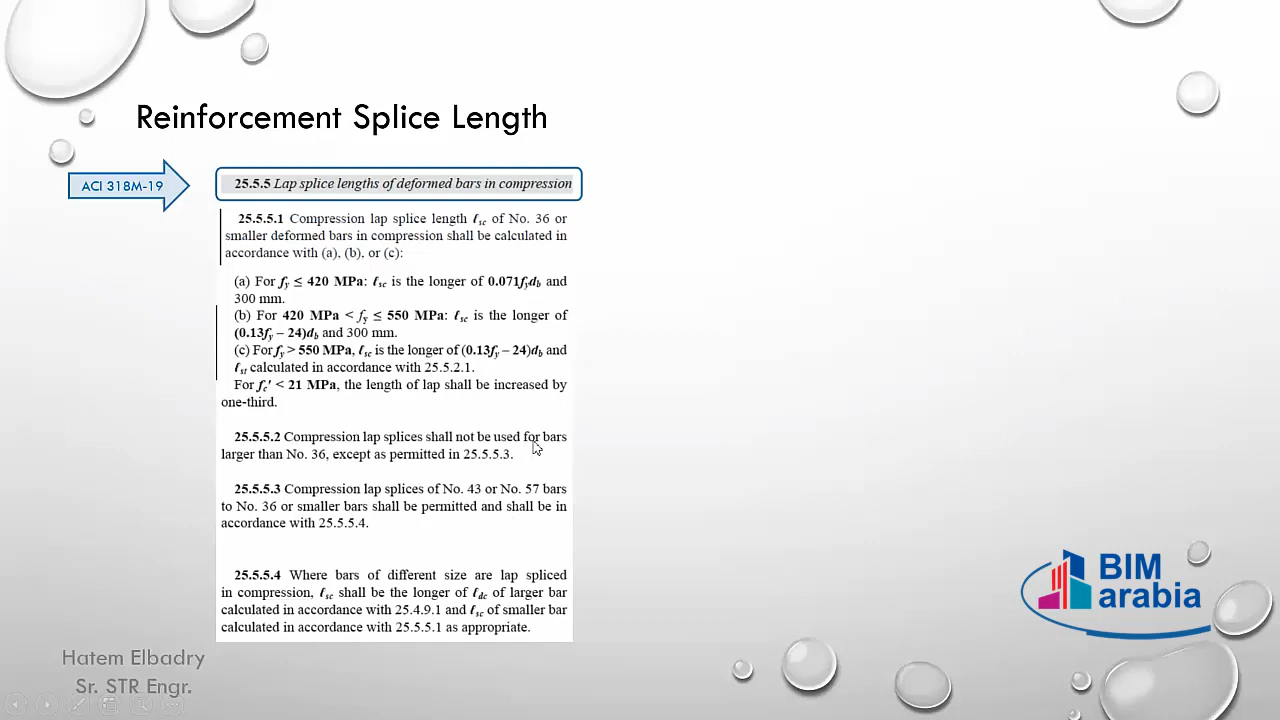 Reinforcement Splice Length
ACI 318M-19
25.5.5 Lap splice lengths of deformed bars in compression
25.5.5.1 Compression lap splice length ℓsc of No. 36 or
smaller deformed bars in compression shall be calculated in
accordance with (a), (b), or (c):
(a) For fy ≤ 420 MPa: ℓsc is the longer of 0.071fydb and
300 mm.
(b) For 420 MPa < fy ≤ 550 MPa: ℓsc is the longer of
(0.13fy – 24)db and 300 mm.
(c) For fy > 550 MPa, ℓsc is the longer of (0.13fy – 24)db and
ℓst calculated in accordance with 25.5.2.1.
For fc′ < 21 MPa, the length of lap shall be increased by
one-third.
25.5.5.2 Compression lap splices shall not be used for bars
larger than No. 36, except as permitted in 25.5.5.3.
25.5.5.3 Compression lap splices of No. 43 or No. 57 bars
to No. 36 or smaller bars shall be permitted and shall be in
accordance with 25.5.5.4.
25.5.5.4 Where bars of different size are lap spliced
in compression, ℓsc shall be the longer of ℓdc of larger bar
calculated in accordance with 25.4.9.1 and ℓsc of smaller bar
calculated in accordance with 25.5.5.1 as appropriate.
BIM
arabia
Hatem Elbadry
Sr. STR Engr.